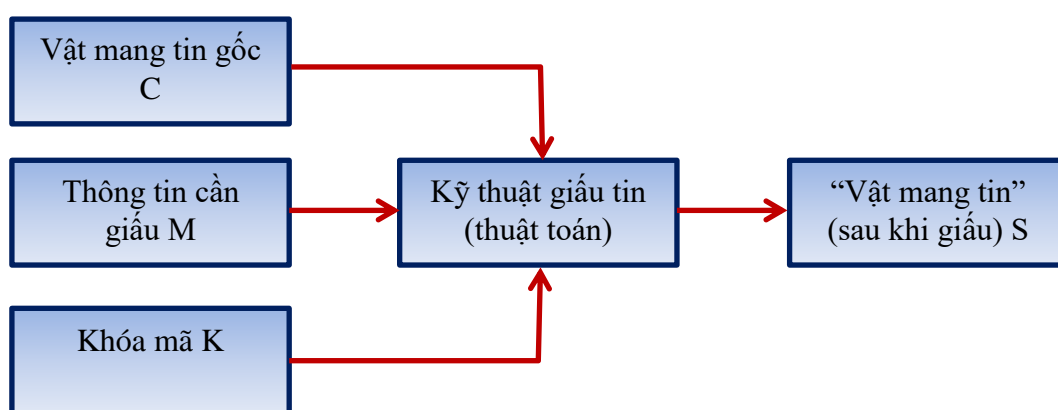 Vật mang tin gốc
C
Thông tin cần
giấu M
Kỹ thuật giấu tin
(thuật toán)
“Vật mang tin”
(sau khi giấu) S
Khóa mã K